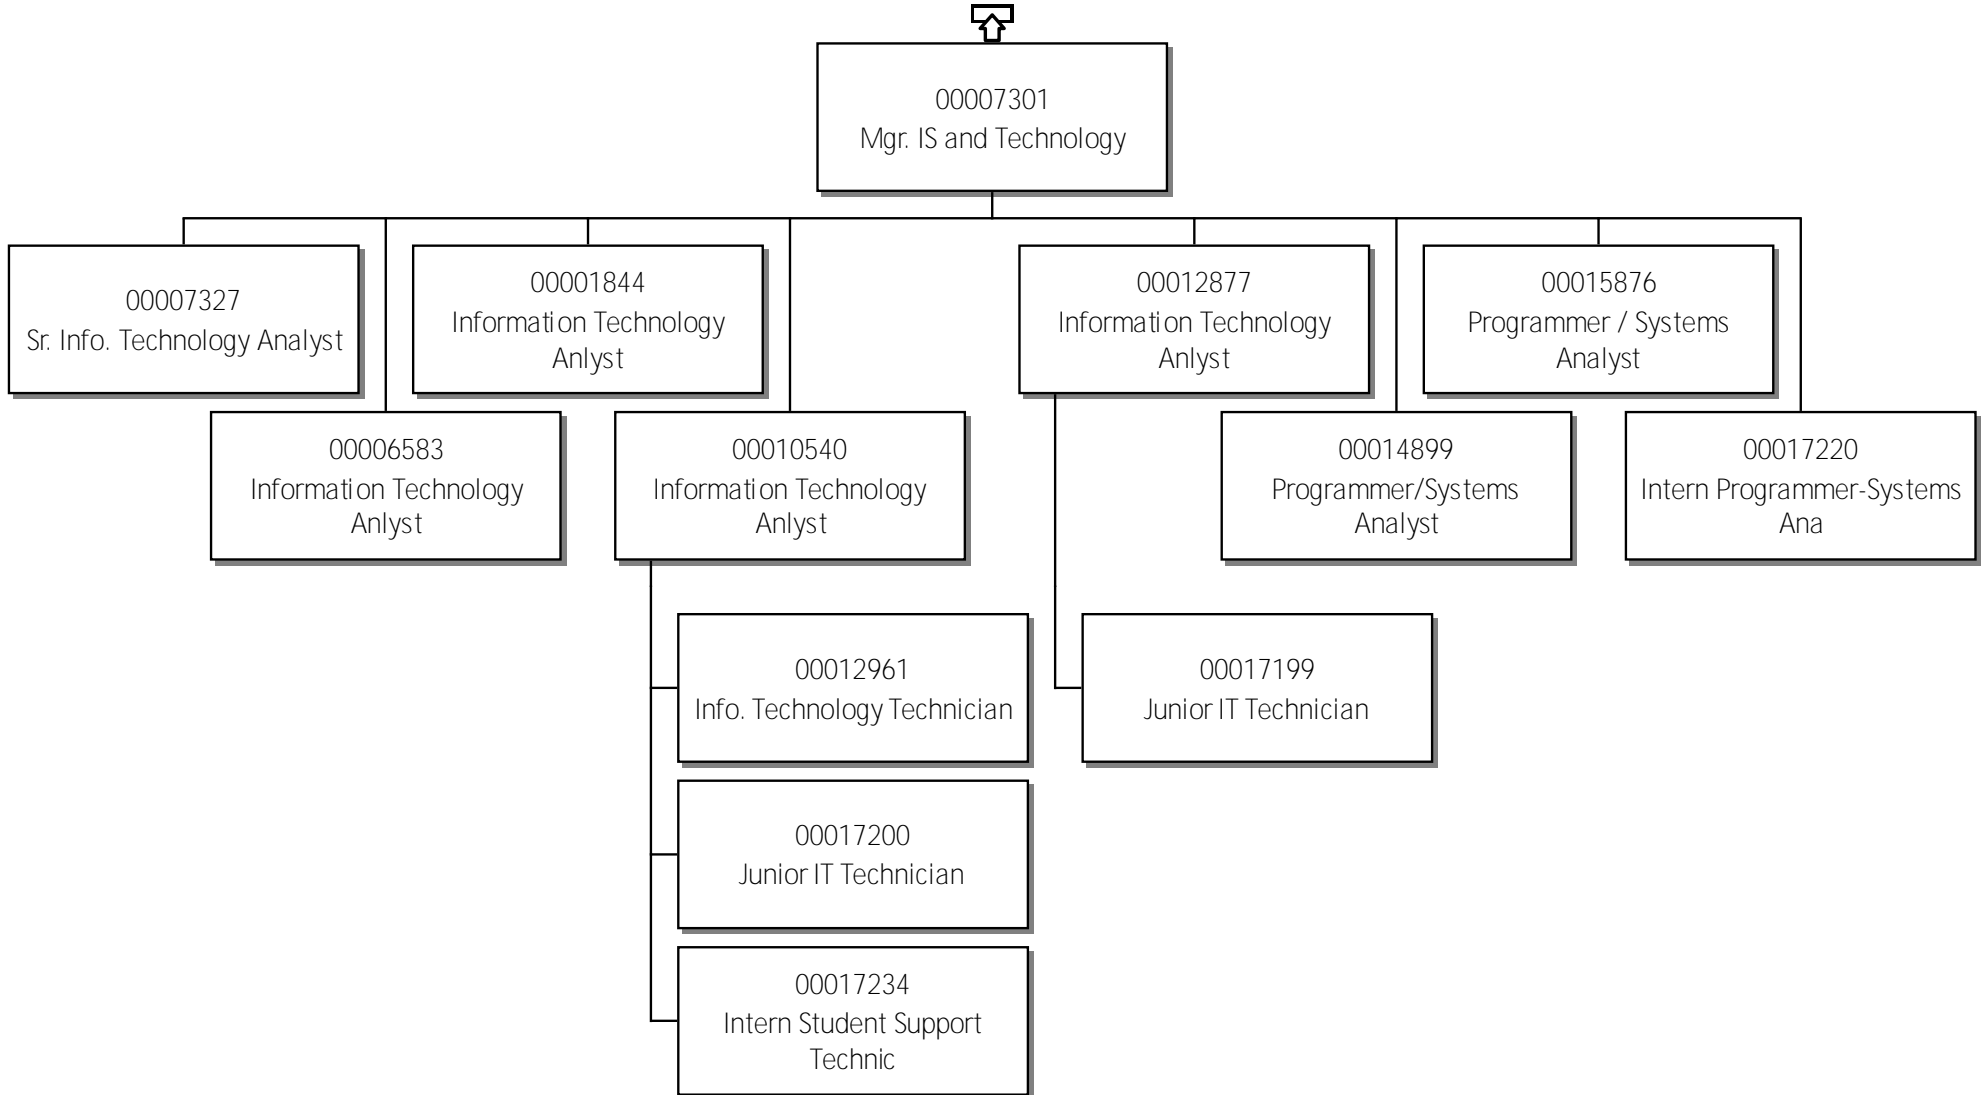 00007301
Mgr. IS and Technology
00007327
Sr. Info. Technology Analyst
00001844
Information Technology
Anlyst
00012877
Information Technology
Anlyst
00015876
Programmer / Systems
Analyst
00006583
Information Technology
Anlyst
00010540
Information Technology
Anlyst
00014899
Programmer/Systems
Analyst
00017220
Intern Programmer-Systems
Ana
00012961
Info. Technology Technician
00017199
Junior IT Technician
00017200
Junior IT Technician
00017234
Intern Student Support
Technic